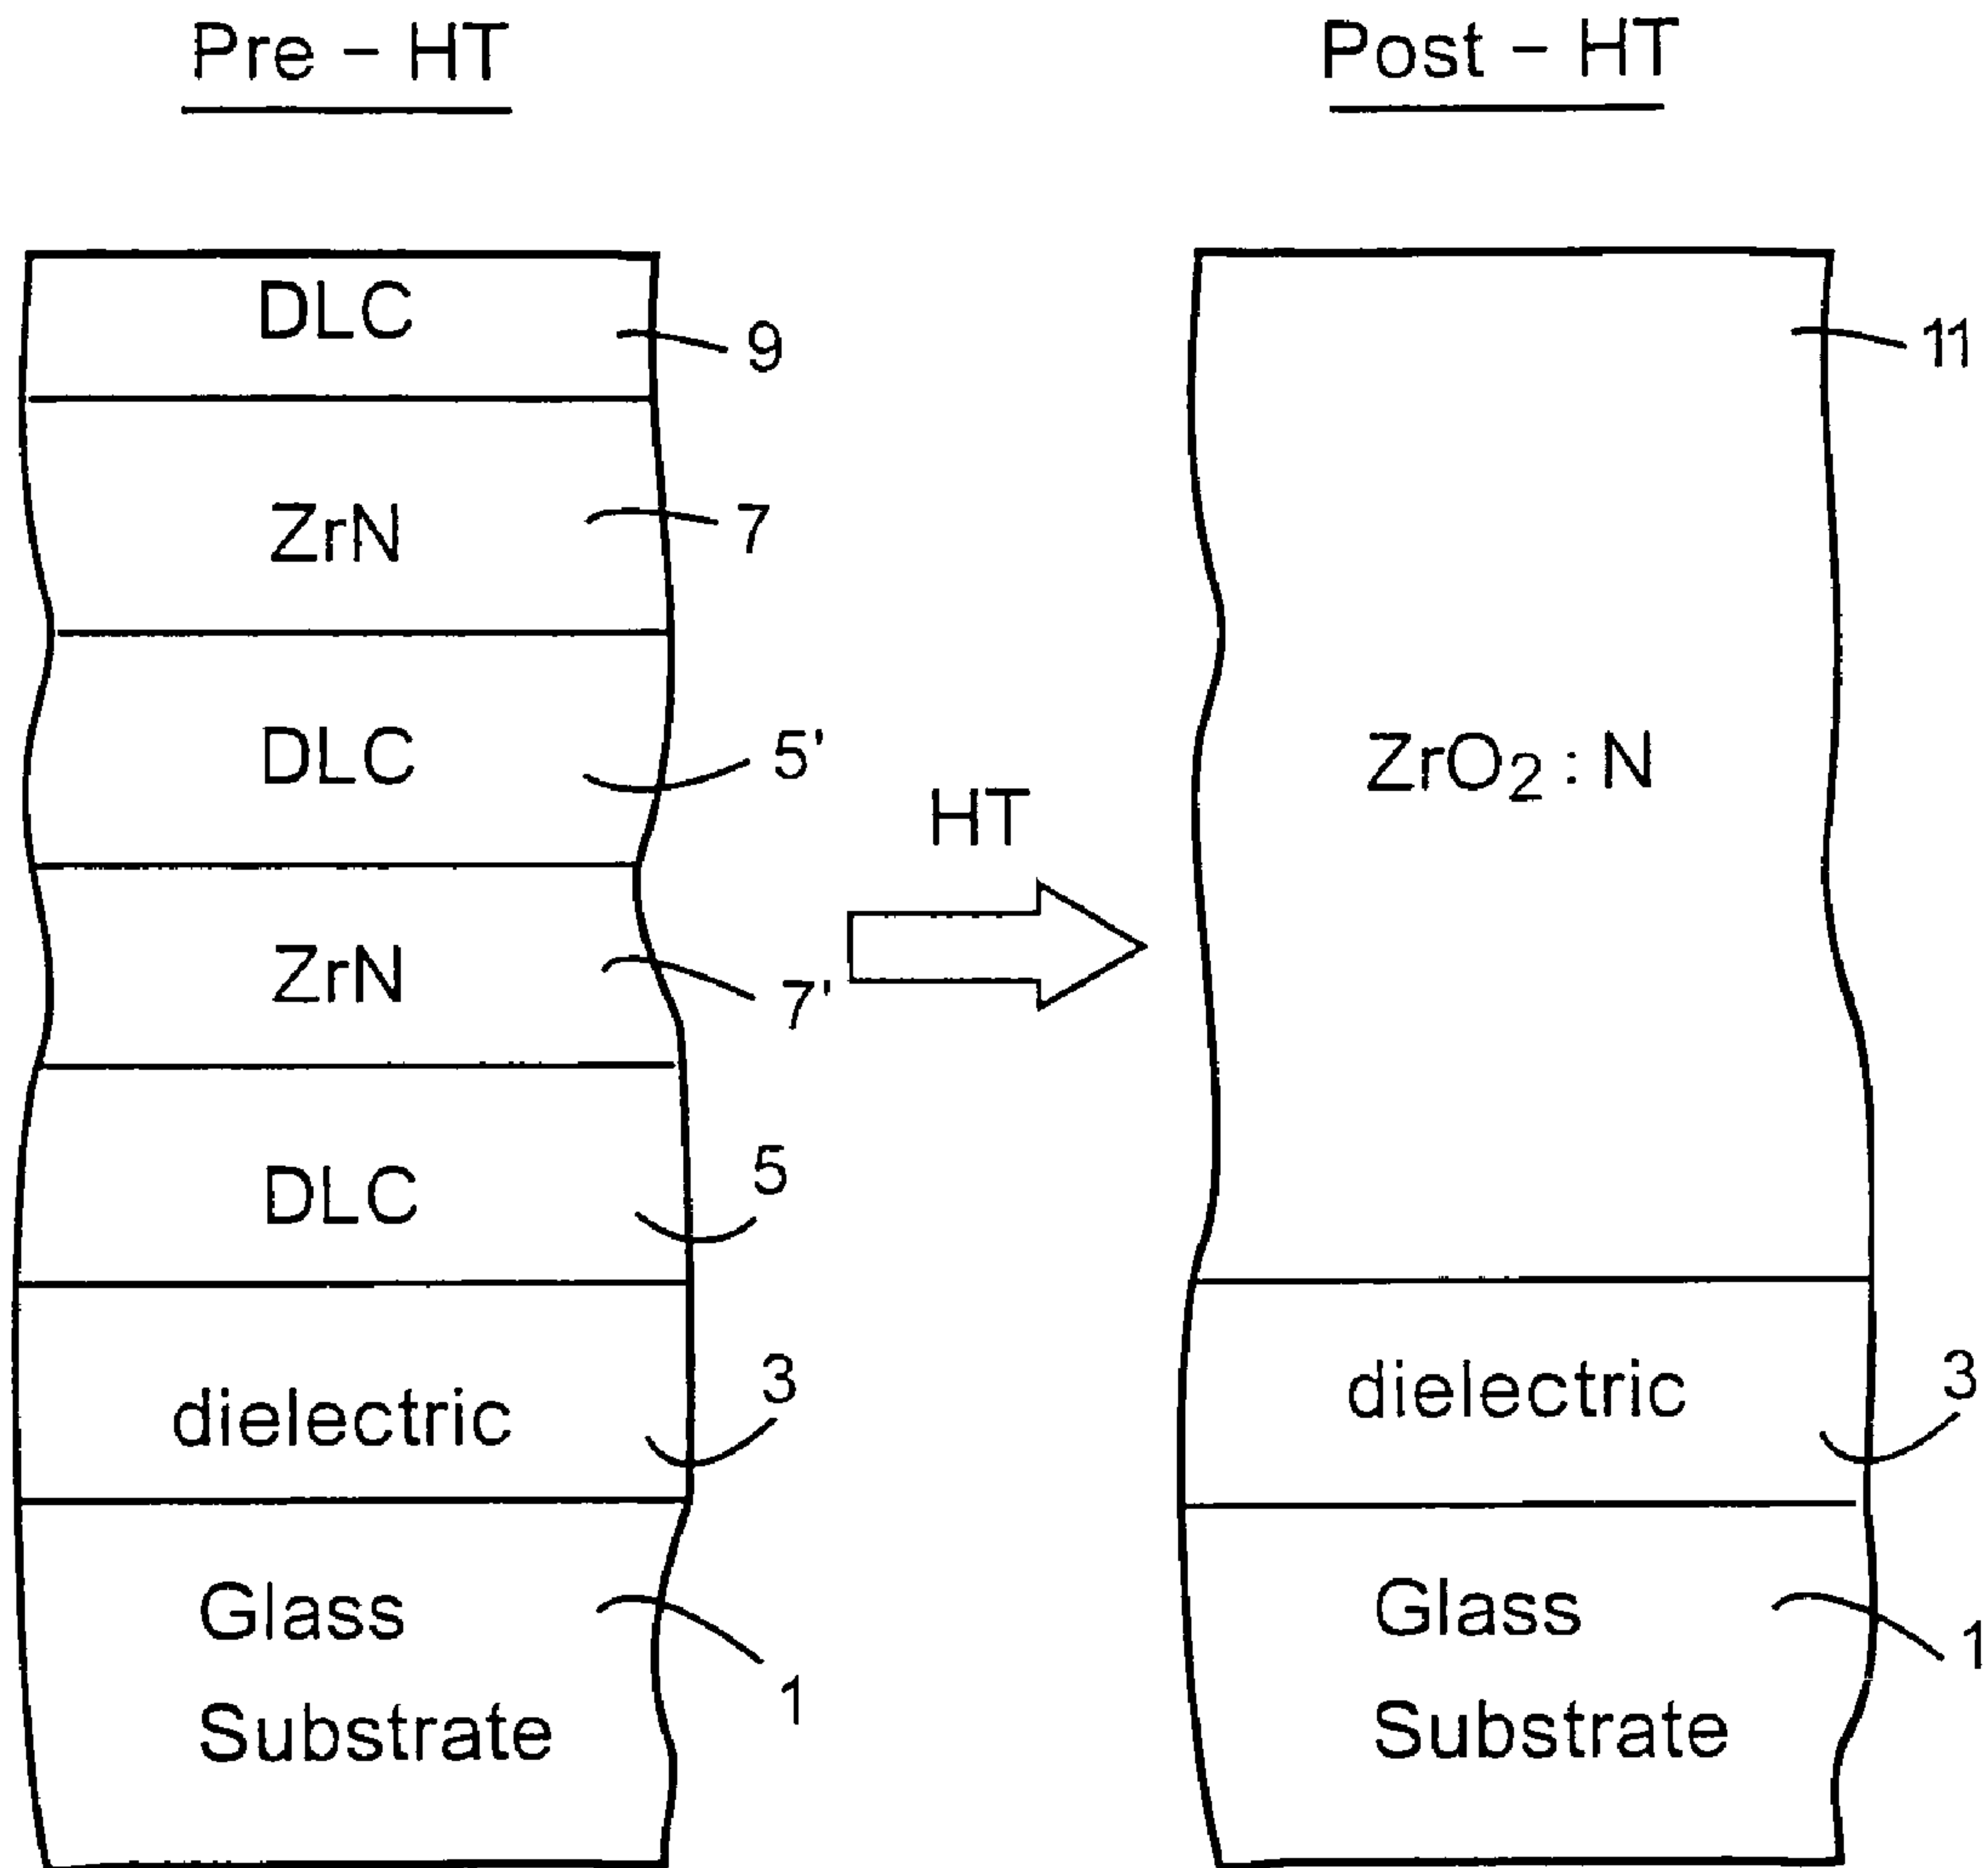 Pre – HT
Post – HT
DLC
9
11
ZrN
7
DLC
5'
ZrO2 : N
HT
ZrN
7'
DLC
5
dielectric
3
dielectric
3
Glass
Substrate
1
Glass
Substrate
1